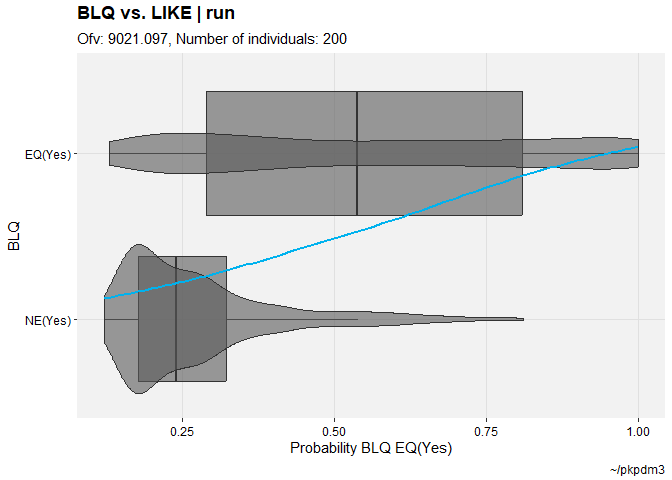 BLQ vs. LIKE | run
Ofv: 9021.097, Number of individuals: 200
BLQ
EQ(Yes)
NE(Yes)
0.25 0.50 0.75 1.00
Probability BLQ EQ(Yes)
~/pkpdm3